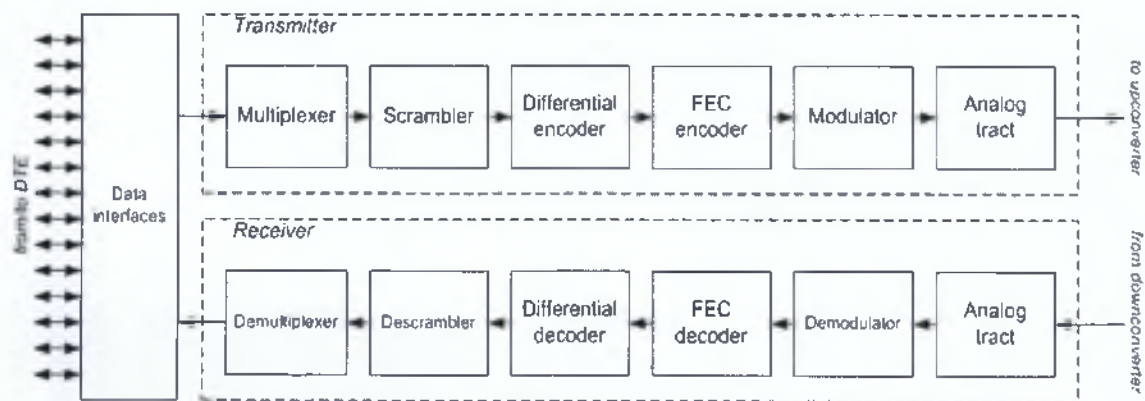 Transmitter
Multiplexer
Scrambler
Differential
encoder
FEC
encoder
Modulator
Analog
tract
to upconverter
from/to DTE
Data
interfaces
Receiver
Demultiplexer
Descrambler
Differential
decoder
FEC
decoder
Demodulator
Analog
tract
from downconverter